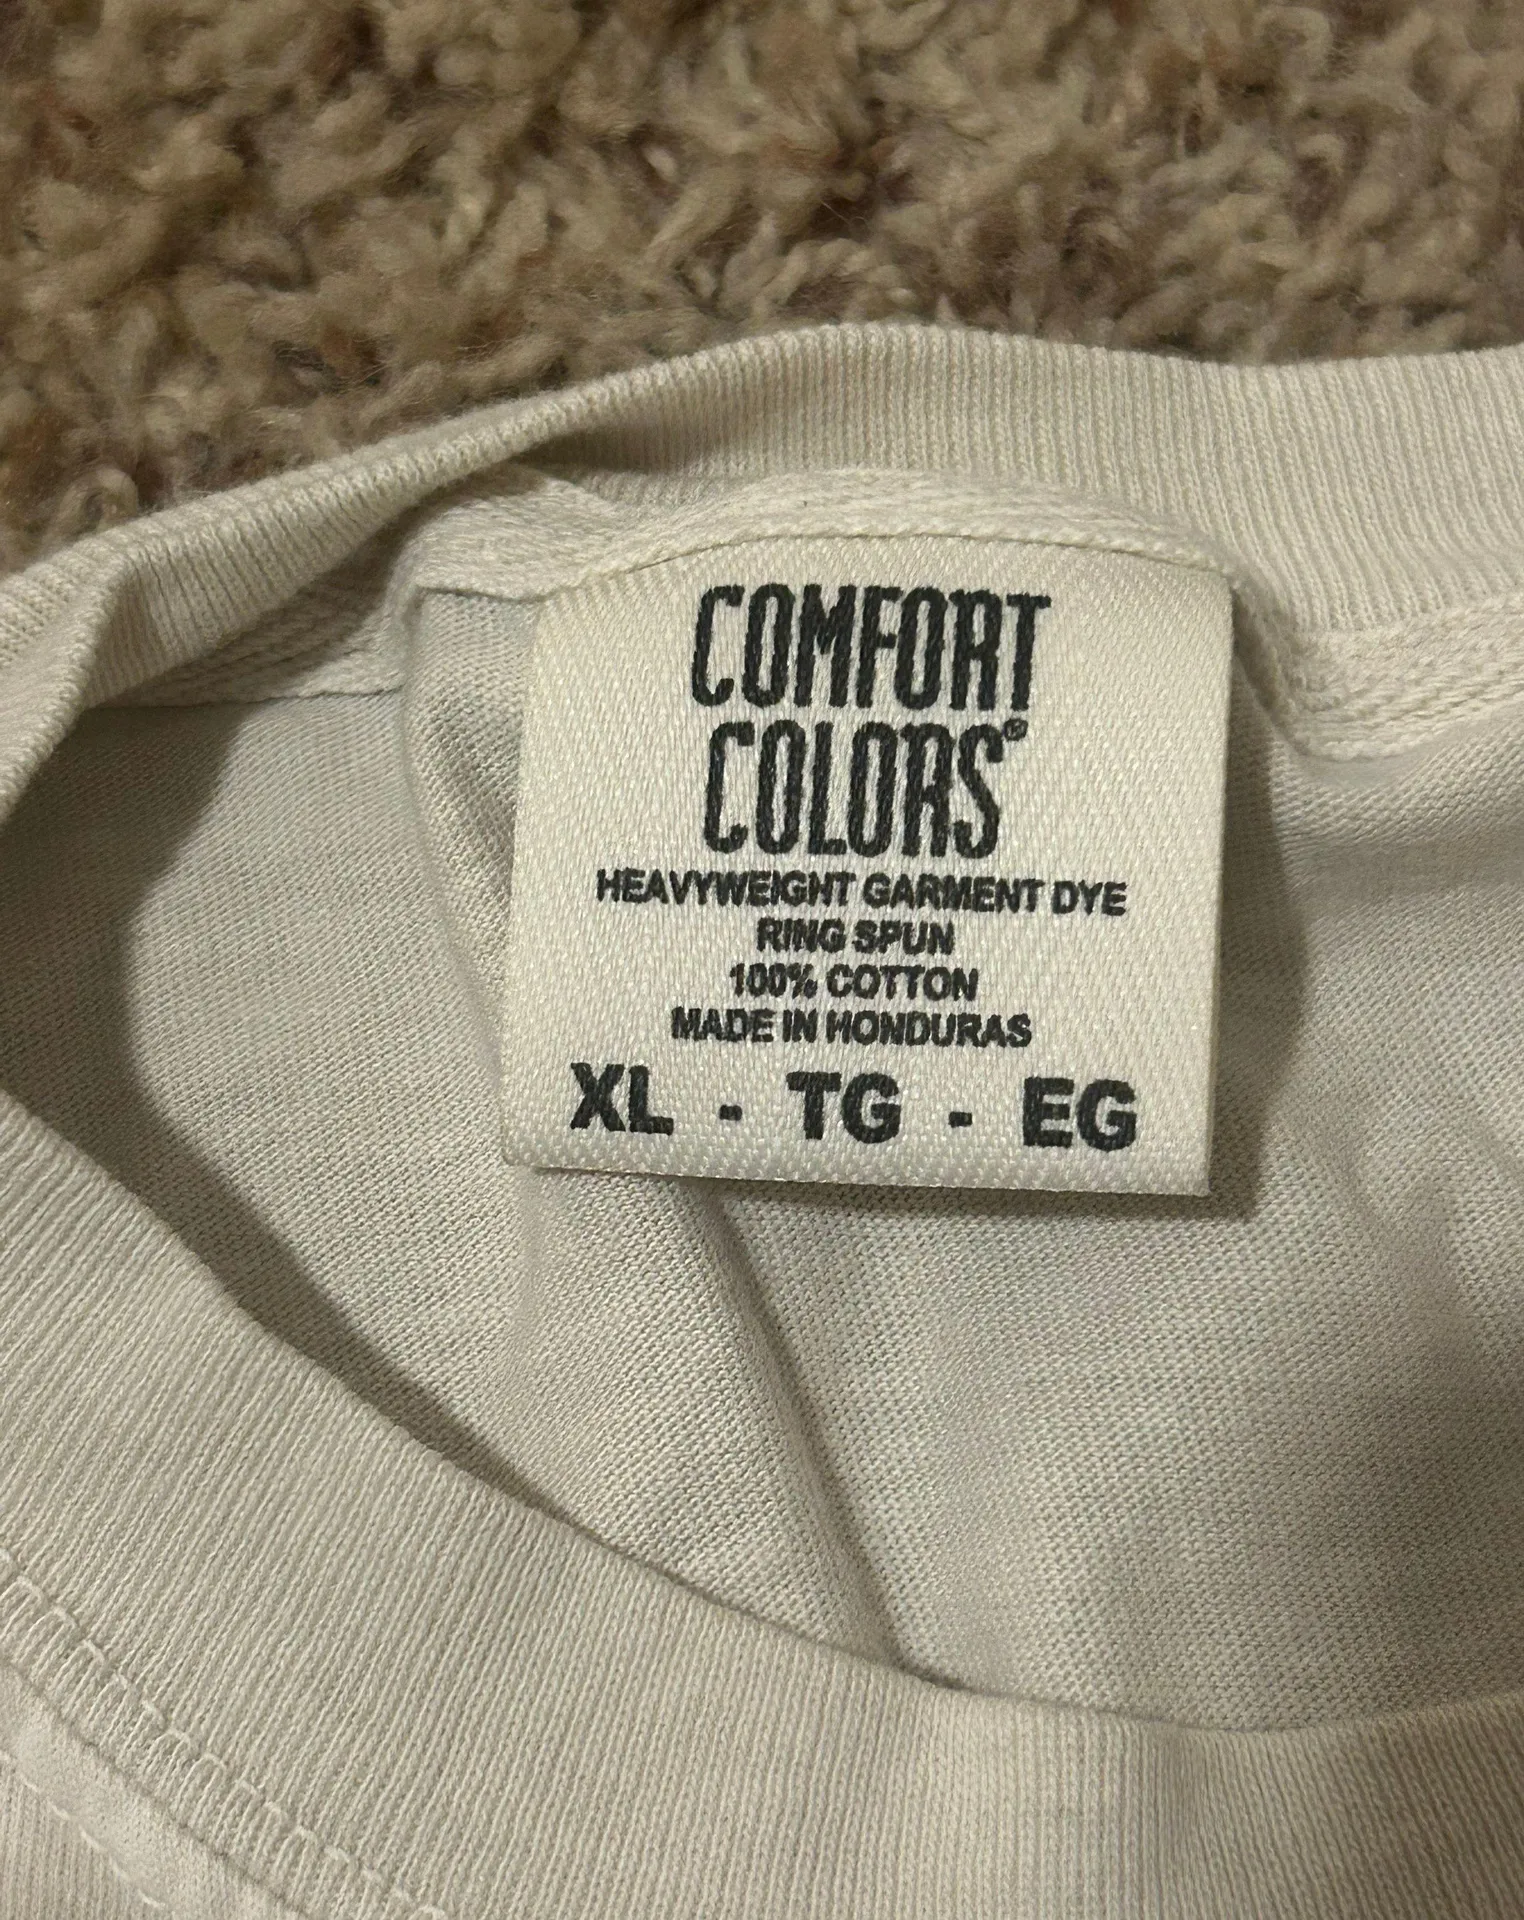 COMFORT
COLORS®
HEAVYWEIGHT GARMENT DYE
RING SPUN
100% COTTON
MADE IN HONDURAS
XL - TG - EG